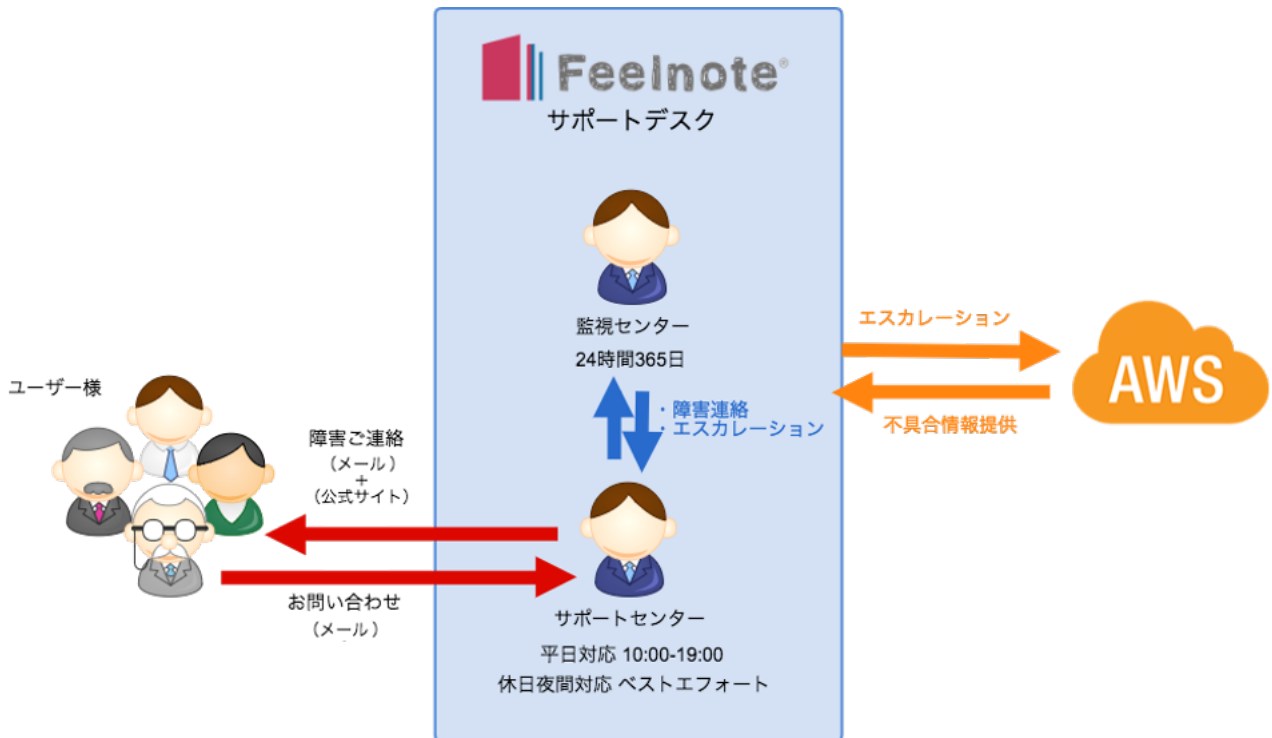 Feelnote®
サポートデスク
監視センター
24時間365日
・障害連絡
・エスカレーション
サポートセンター
平日対応 10:00-19:00
休日夜間対応 ベストエフォート
ユーザー様
障害ご連絡
（メール）
＋
（公式サイト）
お問い合わせ
（メール）
エスカレーション
AWS
不具合情報提供